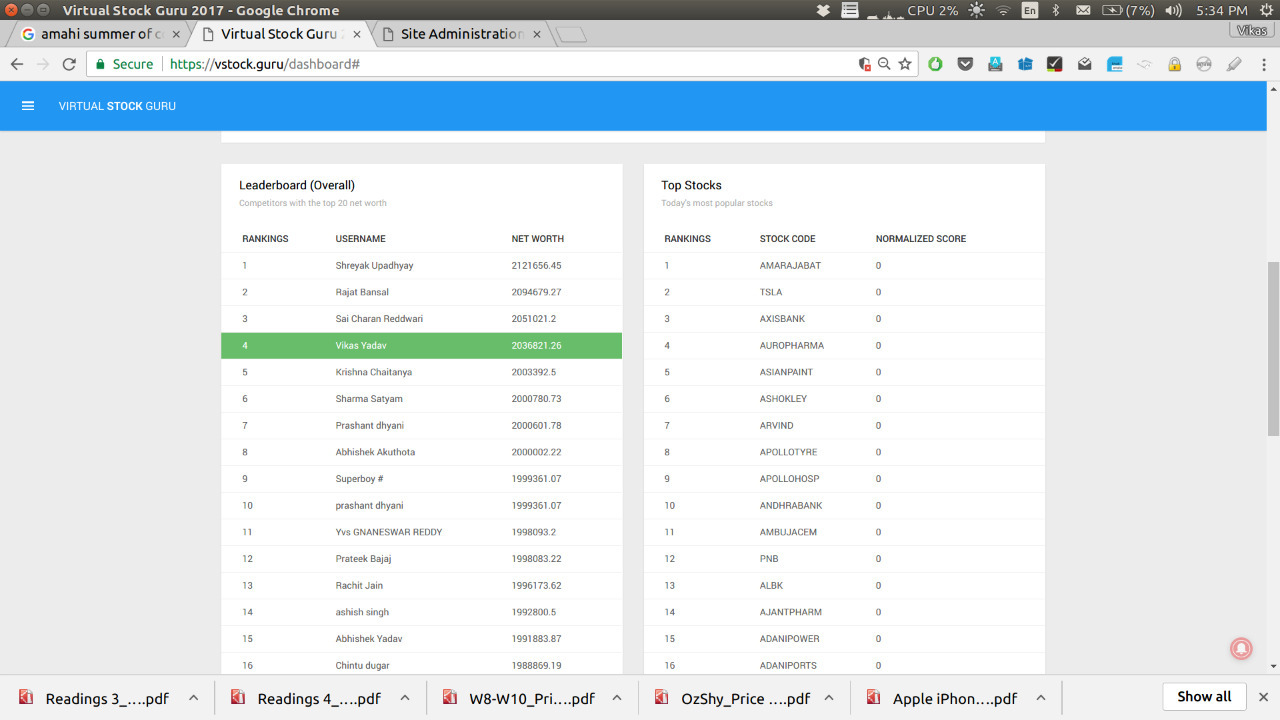 Virtual Stock Guru 2017 - Google Chrome
CPU 2% En (7%) 5:34 PM
amahi summer of c
Virtual Stock Guru 2
Site Administration
Vikas
Secure https://vstock.guru/dashboard#
VIRTUAL STOCK GURU
Leaderboard (Overall)
Competitors with the top 20 net worth
RANKINGS USERNAME NET WORTH
1 Shreyak Upadhyay 2121656.45
2 Rajat Bansal 2094679.27
3 Sai Charan Reddwari 2051021.2
4 Vikas Yadav 2036821.26
5 Krishna Chaitanya 2003392.5
6 Sharma Satyam 2000780.73
7 Prashant dhyani 2000601.78
8 Abhishek Akuthota 2000002.22
9 Superboy # 1999361.07
10 prashant dhyani 1999361.07
11 Yvs GNANESWAR REDDY 1998093.2
12 Prateek Bajaj 1998083.22
13 Rachit Jain 1996173.62
14 ashish singh 1992800.5
15 Abhishek Yadav 1991883.87
16 Chintu dugar 1988869.19
Top Stocks
Today's most popular stocks
RANKINGS STOCK CODE NORMALIZED SCORE
1 AMARAJABAT 0
2 TSLA 0
3 AXISBANK 0
4 AUROPHARMA 0
5 ASIANPAINT 0
6 ASHOKLEY 0
7 ARVIND 0
8 APOLLOTYRE 0
9 APOLLOHOSP 0
10 ANDHRABANK 0
11 AMBUJACEM 0
12 PNB 0
13 ALBK 0
14 AJANTPHARM 0
15 ADANIPOWER 0
16 ADANIPORTS 0
Readings 3_....pdf
Readings 4_....pdf
W8-W10_Pri....pdf
OzShy_Price ....pdf
Apple iPhon....pdf
Show all